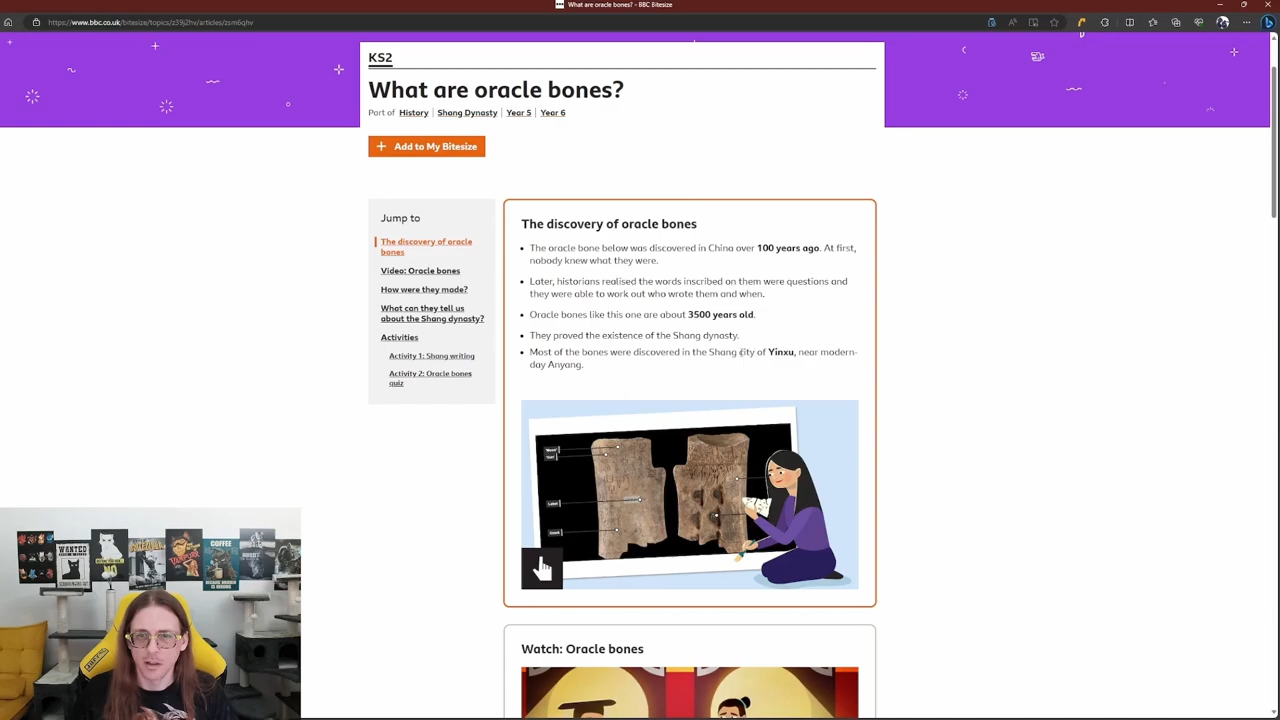 What are oracle bones? - BBC Bitesize
https://www.bbc.co.uk/bitesize/topics/z39j2hv/articles/zsm6qhv
KS2
What are oracle bones?
Part of History | Shang Dynasty | Year 5 | Year 6
+ Add to My Bitesize
Jump to
The discovery of oracle
bones
Video: Oracle bones
How were they made?
What can they tell us
about the Shang dynasty?
Activities
Activity 1: Shang writing
Activity 2: Oracle bones
quiz
The discovery of oracle bones
The oracle bone below was discovered in China over 100 years ago. At first,
nobody knew what they were.
Later, historians realised the words inscribed on them were questions and
they were able to work out who wrote them and when.
Oracle bones like this one are about 3500 years old.
They proved the existence of the Shang dynasty.
Most of the bones were discovered in the Shang city of Yinxu, near modern-
day Anyang.
Watch: Oracle bones
WANTED
COFFEE
BECAUSE MURDER
IS WRONG